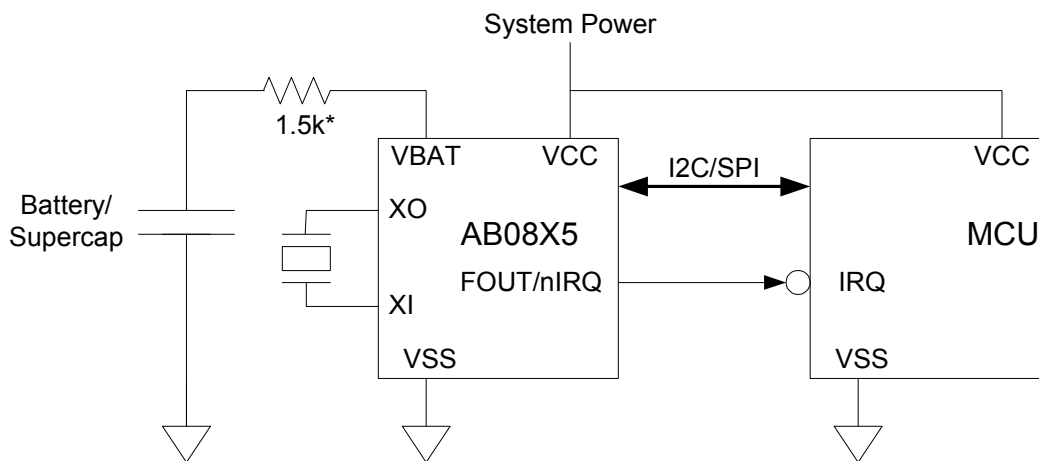 System Power
1.5k*
VBAT
VCC
VCC
I2C/SPI
Battery/
Supercap
XO
AB08X5
MCU
FOUT/nIRQ
IRQ
XI
VSS
VSS